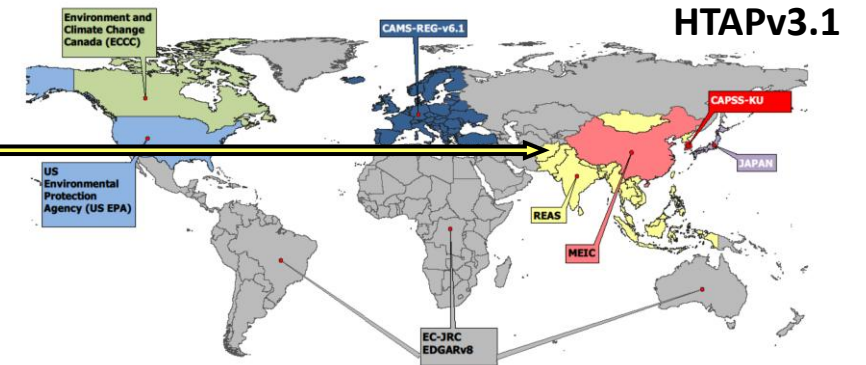 HTAPv3.1
Environment and
Climate Change
Canada (ECCC)
CAMS-REG-v6.1
CAPSS-KU
JAPAN
US
Environmental
Protection
Agency (US EPA)
REAS
MEIC
EC-JRC
EDGARv8